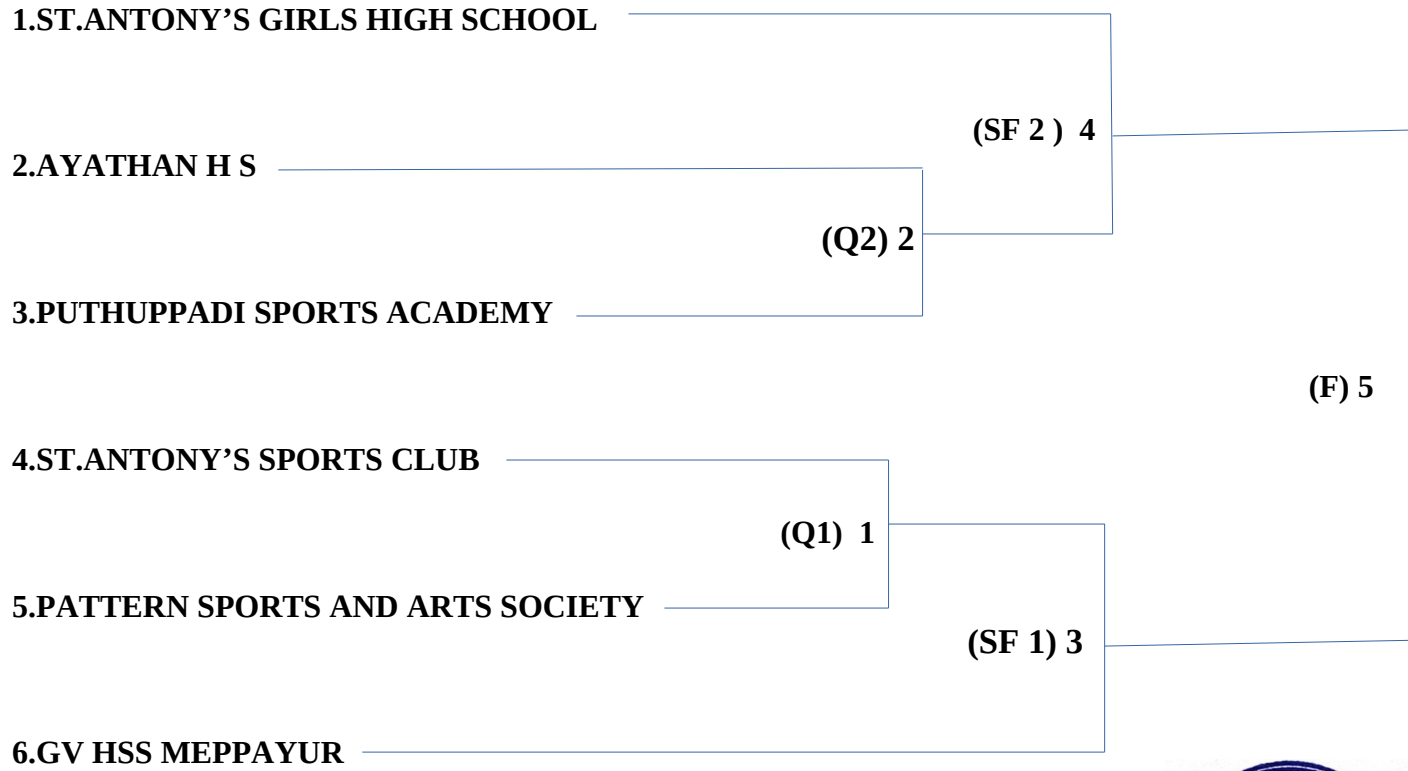 1.ST.ANTONY’S GIRLS HIGH SCHOOL
(SF 2 ) 4
2.AYATHAN H S
(Q2) 2
3.PUTHUPPADI SPORTS ACADEMY
(F) 5
4.ST.ANTONY’S SPORTS CLUB
(Q1) 1
5.PATTERN SPORTS AND ARTS SOCIETY
(SF 1) 3
6.GV HSS MEPPAYUR